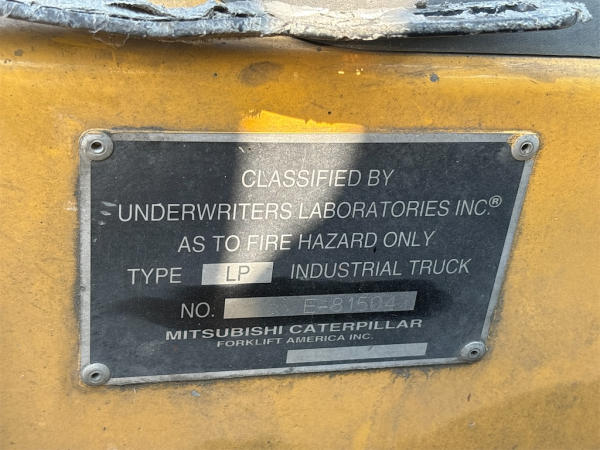 CLASSIFIED BY
UNDERWRITERS LABORATORIES INC.®
AS TO FIRE HAZARD ONLY
TYPE LP INDUSTRIAL TRUCK
NO. E-815041
MITSUBISHI CATERPILLAR
FORKLIFT AMERICA INC.